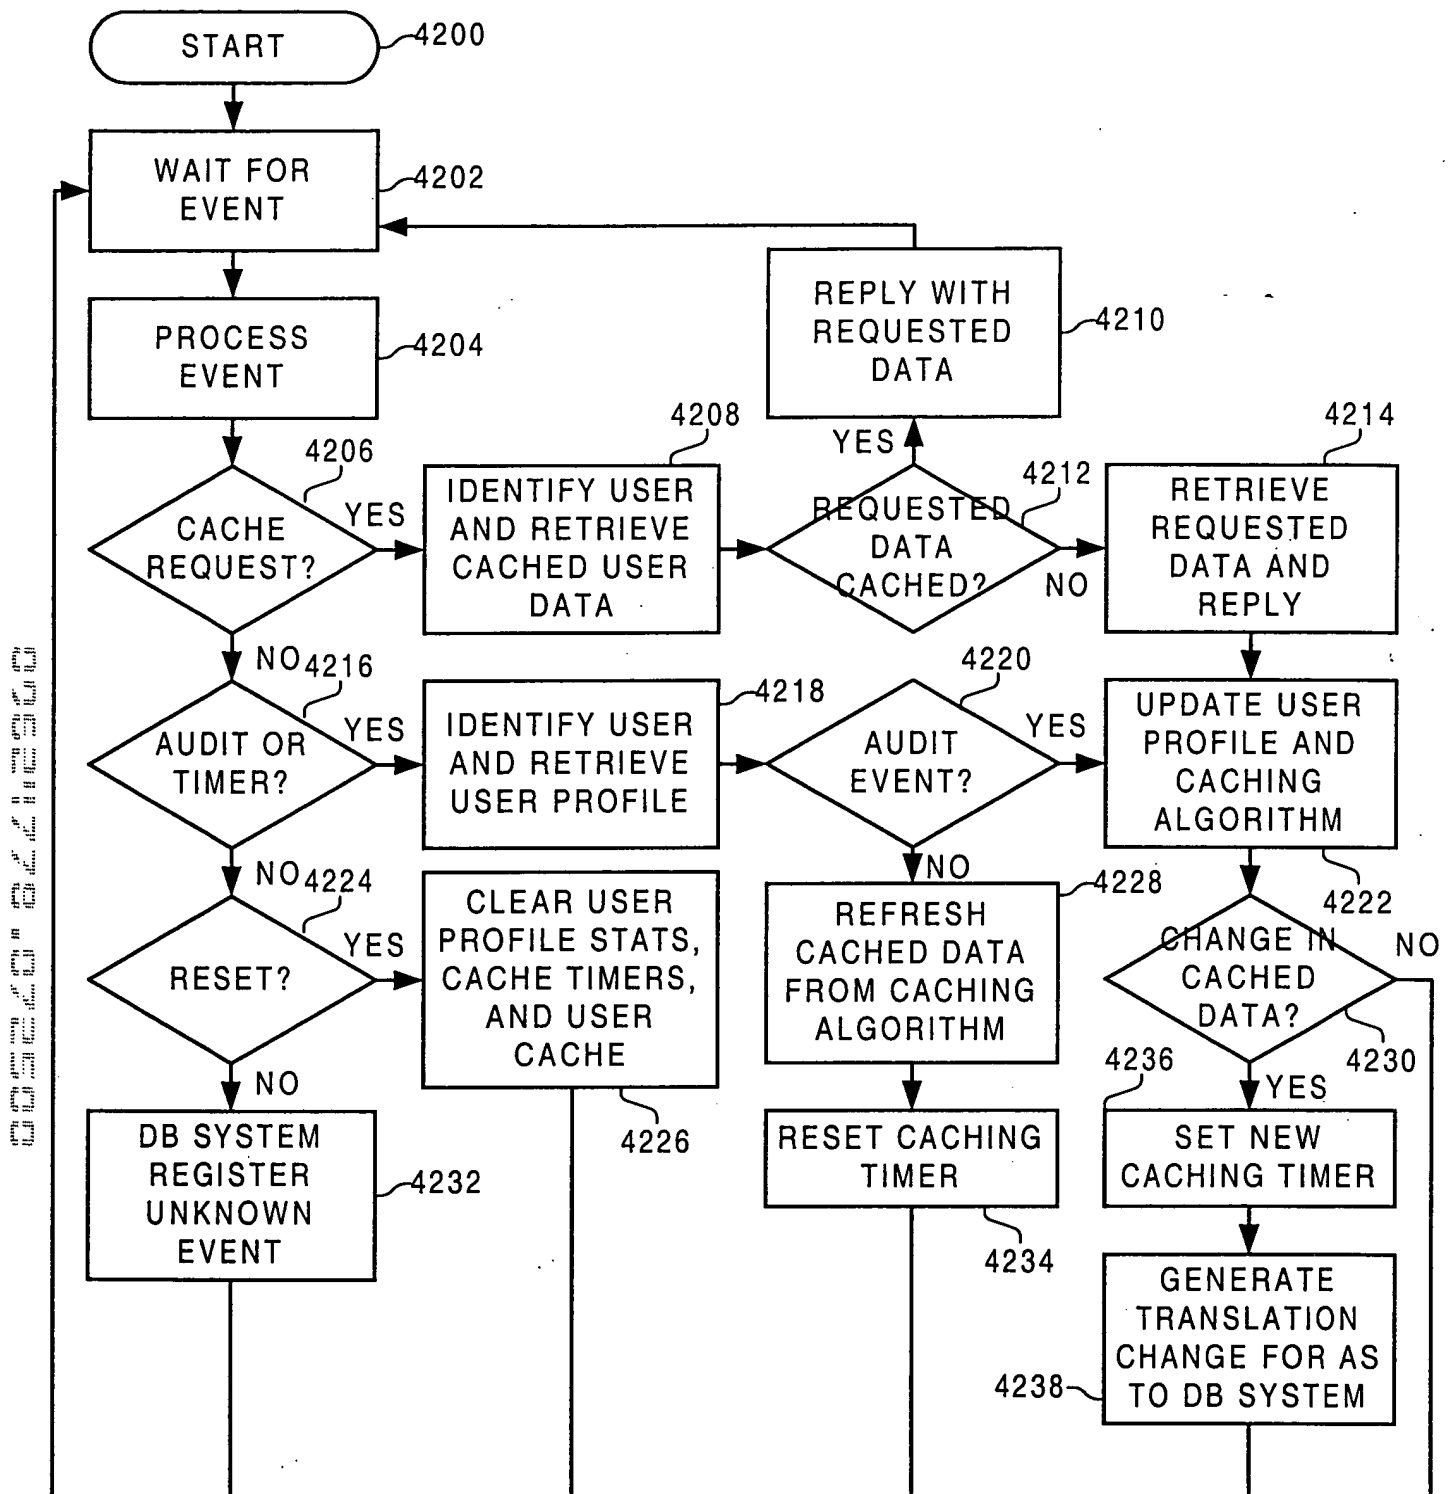 START
4200
WAIT FOR
EVENT
4202
PROCESS
EVENT
4204
REPLY WITH
REQUESTED
DATA
4210
CACHE
REQUEST?
4206
YES
NO
IDENTIFY USER
AND RETRIEVE
CACHED USER
DATA
4208
REQUESTED
DATA
CACHED?
4212
YES
NO
RETRIEVE
REQUESTED
DATA AND
REPLY
4214
AUDIT OR
TIMER?
4216
YES
NO
IDENTIFY USER
AND RETRIEVE
USER PROFILE
4218
AUDIT
EVENT?
4220
YES
NO
UPDATE USER
PROFILE AND
CACHING
ALGORITHM
4222
RESET?
4224
YES
NO
CLEAR USER
PROFILE STATS,
CACHE TIMERS,
AND USER
CACHE
4226
REFRESH
CACHED DATA
FROM CACHING
ALGORITHM
4228
CHANGE IN
CACHED
DATA?
4230
NO
YES
DB SYSTEM
REGISTER
UNKNOWN
EVENT
4232
RESET CACHING
TIMER
4234
SET NEW
CACHING TIMER
4236
GENERATE
TRANSLATION
CHANGE FOR AS
TO DB SYSTEM
4238